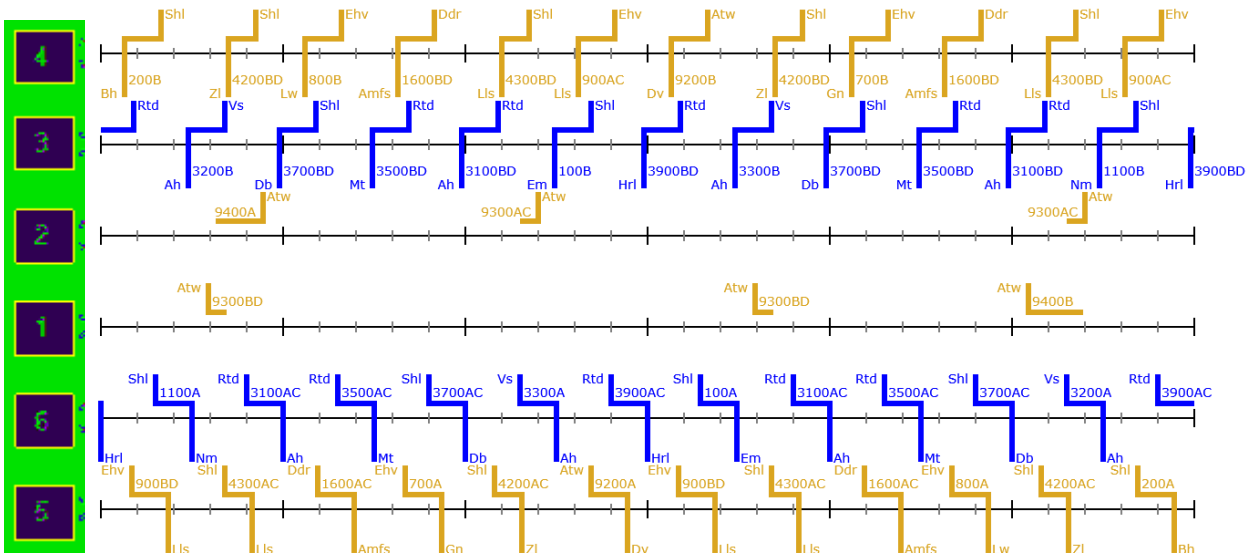 Shl Shl Ehv Ddr Shl Ehv Atw Shl Ehv Ddr Shl Ehv
4
200B 4200BD 800B 1600BD 4300BD 900AC 9200B 4200BD 700B 1600BD 4300BD 900AC
Bh Zl Lw Amfs Lls Lls Dv Zl Gn Amfs Lls Lls
Rtd Vs Shl Rtd Rtd Shl Rtd Vs Shl Rtd Rtd Shl
3
3200B 3700BD 3500BD 3100BD 100B 3900BD 3300B 3700BD 3500BD 3100BD 1100B 3900BD
Ah Db Mt Ah Em Hrl Ah Db Mt Ah Nm Hrl
Atw Atw Atw
9400A 9300AC 9300AC
2
Atw Atw Atw
9300BD 9300BD 9400B
1
Shl Rtd Rtd Shl Vs Rtd Shl Rtd Rtd Shl Vs Rtd
1100A 3100AC 3500AC 3700AC 3300A 3900AC 100A 3100AC 3500AC 3700AC 3200A 3900AC
6
Hrl Nm Ah Mt Db Ah Hrl Em Ah Mt Db Ah
Ehv Shl Ddr Ehv Shl Atw Ehv Shl Ddr Ehv Shl Shl
900BD 4300AC 1600AC 700A 4200AC 9200A 900BD 4300AC 1600AC 800A 4200AC 200A
5
Lls Lls Amfs Gn Zl Dv Lls Lls Amfs Lw Zl Bh